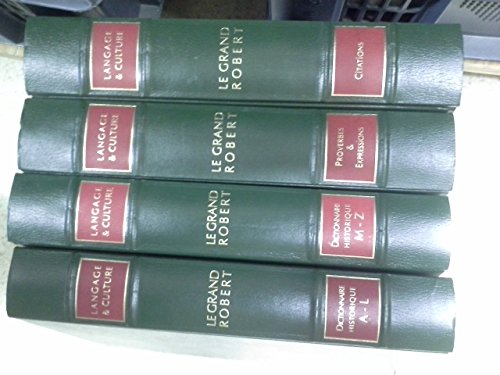 LANGAGE
& CULTURE
LE GRAND
ROBERT
CITATIONS
LANGAGE
& CULTURE
LE GRAND
ROBERT
PROVERBES
&
EXPRESSIONS
LANGAGE
& CULTURE
LE GRAND
ROBERT
DICTIONNAIRE
HISTORIQUE
M - Z
LANGAGE
& CULTURE
LE GRAND
ROBERT
DICTIONNAIRE
HISTORIQUE
A - L